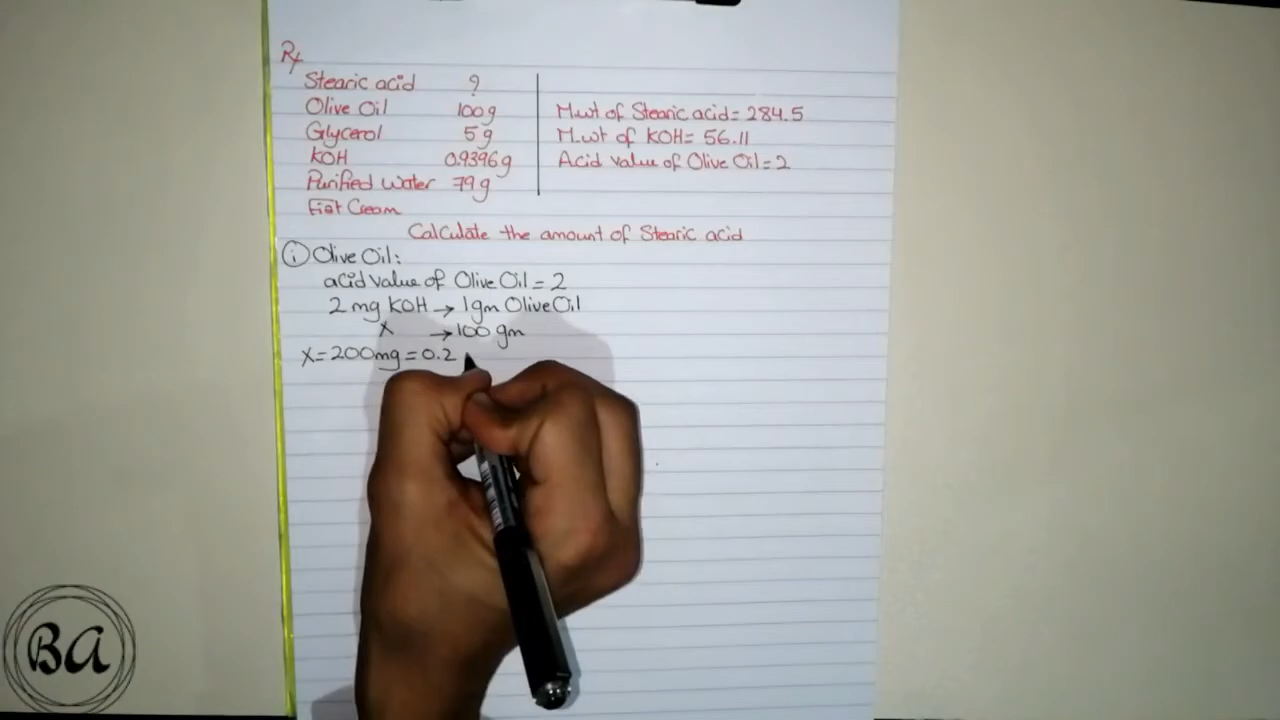 Rx
Stearic acid ?
Olive Oil 100g
Glycerol 5g
KOH 0.9396g
Purified Water 79g
Fiat Cream
M.wt of Stearic acid = 284.5
M.wt of KOH = 56.11
Acid Value of Olive Oil = 2
Calculate the amount of Stearic acid
① Olive Oil:
acid value of Olive Oil = 2
2 mg KOH → 1 gm Olive Oil
X → 100 gm
X = 200mg = 0.2
BA